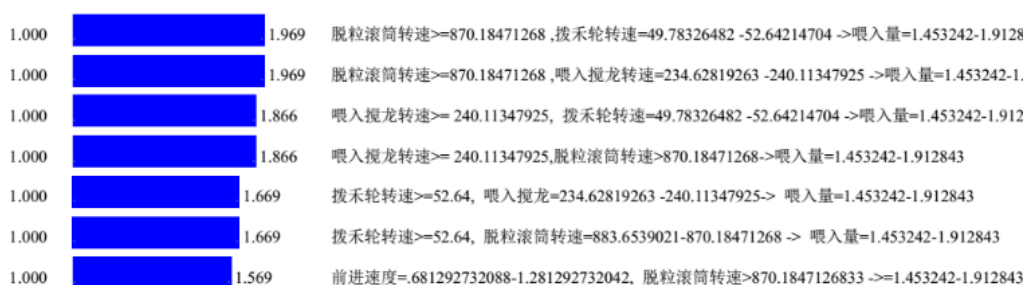 1.000 1.969 脱粒滚筒转速>=870.18471268 ,拨禾轮转速=49.78326482 -52.64214704 ->喂入量=1.453242-1.9128
1.000 1.969 脱粒滚筒转速>=870.18471268 ,喂入搅龙转速=234.62819263 -240.11347925 ->喂入量=1.453242-1.
1.000 1.866 喂入搅龙转速>= 240.11347925, 拨禾轮转速=49.78326482 -52.64214704 ->喂入量=1.453242-1.912
1.000 1.866 喂入搅龙转速>= 240.11347925,脱粒滚筒转速>870.18471268->喂入量=1.453242-1.912843
1.000 1.669 拨禾轮转速>=52.64, 喂入搅龙=234.62819263 -240.11347925-> 喂入量=1.453242-1.912843
1.000 1.669 拨禾轮转速>=52.64, 脱粒滚筒转速=883.6539021-870.18471268 -> 喂入量=1.453242-1.912843
1.000 1.569 前进速度=.681292732088-1.281292732042, 脱粒滚筒转速>870.1847126833 ->=1.453242-1.912843